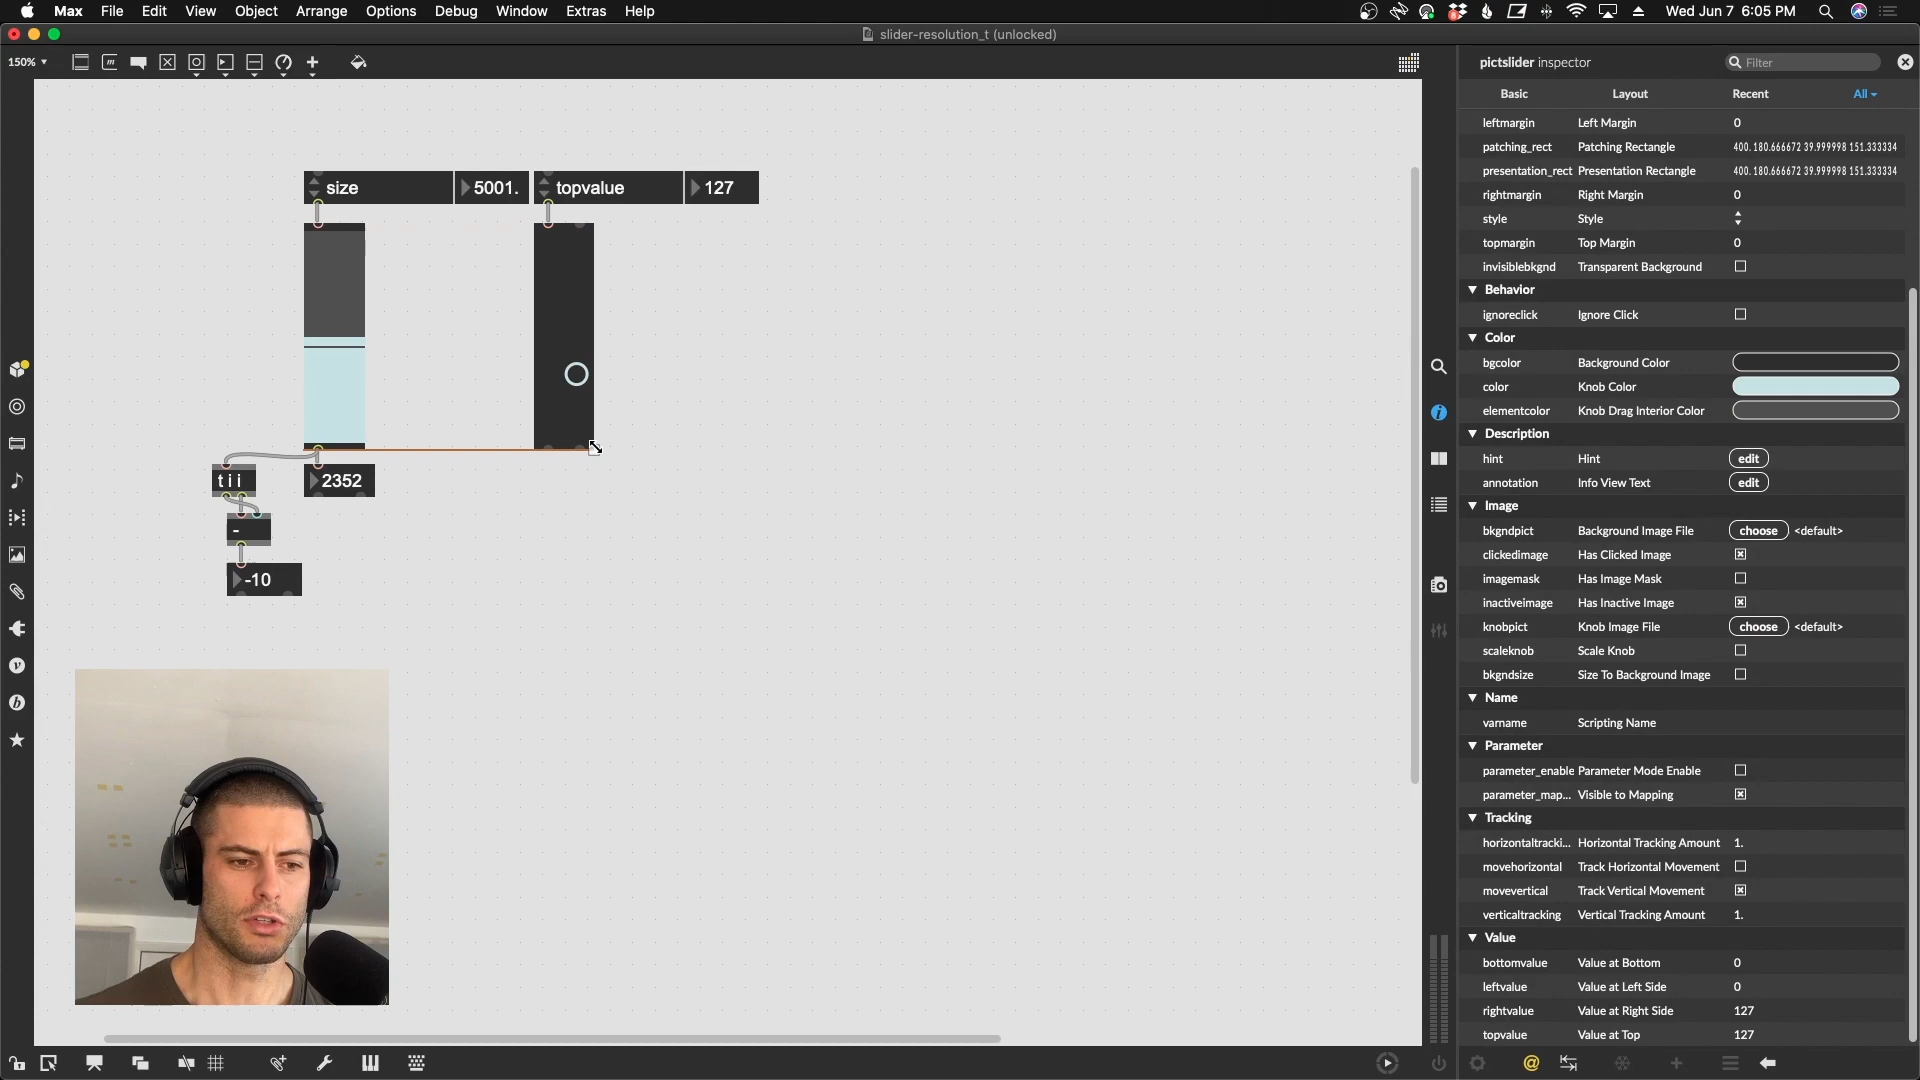 Max File Edit View Object Arrange Options Debug Window Extras Help
Wed Jun 7 6:05 PM
slider-resolution_t (unlocked)
150%
size
5001.
topvalue
127
t i i
2352
-
-10
pictslider inspector
Filter
Basic Layout Recent All
leftmargin Left Margin 0
patching_rect Patching Rectangle 400. 180.666672 39.999998 151.333334
presentation_rect Presentation Rectangle 400. 180.666672 39.999998 151.333334
rightmargin Right Margin 0
style Style
topmargin Top Margin 0
invisiblebkgnd Transparent Background
Behavior
ignoreclick Ignore Click
Color
bgcolor Background Color
color Knob Color
elementcolor Knob Drag Interior Color
Description
hint Hint edit
annotation Info View Text edit
Image
bkgndpict Background Image File choose <default>
clickedimage Has Clicked Image
imagemask Has Image Mask
inactiveimage Has Inactive Image
knobpict Knob Image File choose <default>
scaleknob Scale Knob
bkgndsize Size To Background Image
Name
varname Scripting Name
Parameter
parameter_enable Parameter Mode Enable
parameter_map... Visible to Mapping
Tracking
horizontaltracki... Horizontal Tracking Amount 1.
movehorizontal Track Horizontal Movement
movevertical Track Vertical Movement
verticaltracking Vertical Tracking Amount 1.
Value
bottomvalue Value at Bottom 0
leftvalue Value at Left Side 0
rightvalue Value at Right Side 127
topvalue Value at Top 127